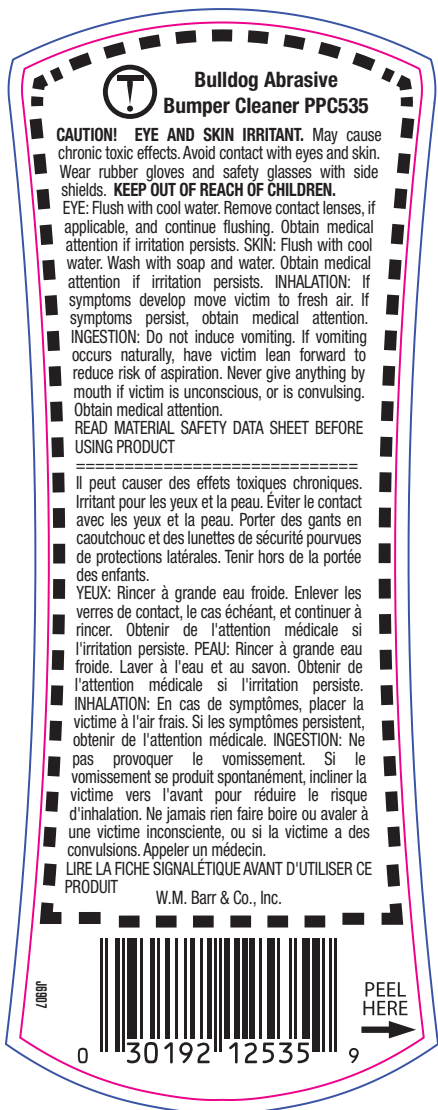 Bulldog Abrasive
Bumper Cleaner PPC535
CAUTION! EYE AND SKIN IRRITANT. May cause
chronic toxic effects. Avoid contact with eyes and skin.
Wear rubber gloves and safety glasses with side
shields. KEEP OUT OF REACH OF CHILDREN.
EYE: Flush with cool water. Remove contact lenses, if
applicable, and continue flushing. Obtain medical
attention if irritation persists. SKIN: Flush with cool
water. Wash with soap and water. Obtain medical
attention if irritation persists. INHALATION: If
symptoms develop move victim to fresh air. If
symptoms persist, obtain medical attention.
INGESTION: Do not induce vomiting. If vomiting
occurs naturally, have victim lean forward to
reduce risk of aspiration. Never give anything by
mouth if victim is unconscious, or is convulsing.
Obtain medical attention.
READ MATERIAL SAFETY DATA SHEET BEFORE
USING PRODUCT
=============================
Il peut causer des effets toxiques chroniques.
Irritant pour les yeux et la peau. Éviter le contact
avec les yeux et la peau. Porter des gants en
caoutchouc et des lunettes de sécurité pourvues
de protections latérales. Tenir hors de la portée
des enfants.
YEUX: Rincer à grande eau froide. Enlever les
verres de contact, le cas échéant, et continuer à
rincer. Obtenir de l'attention médicale si
l'irritation persiste. PEAU: Rincer à grande eau
froide. Laver à l'eau et au savon. Obtenir de
l'attention médicale si l'irritation persiste.
INHALATION: En cas de symptômes, placer la
victime à l'air frais. Si les symptômes persistent,
obtenir de l'attention médicale. INGESTION: Ne
pas provoquer le vomissement. Si le
vomissement se produit spontanément, incliner la
victime vers l'avant pour réduire le risque
d'inhalation. Ne jamais rien faire boire ou avaler à
une victime inconsciente, ou si la victime a des
convulsions. Appeler un médecin.
LIRE LA FICHE SIGNALÉTIQUE AVANT D'UTILISER CE
PRODUIT
W.M. Barr & Co., Inc.
J6907
PEEL
HERE
0 30192 12535 9